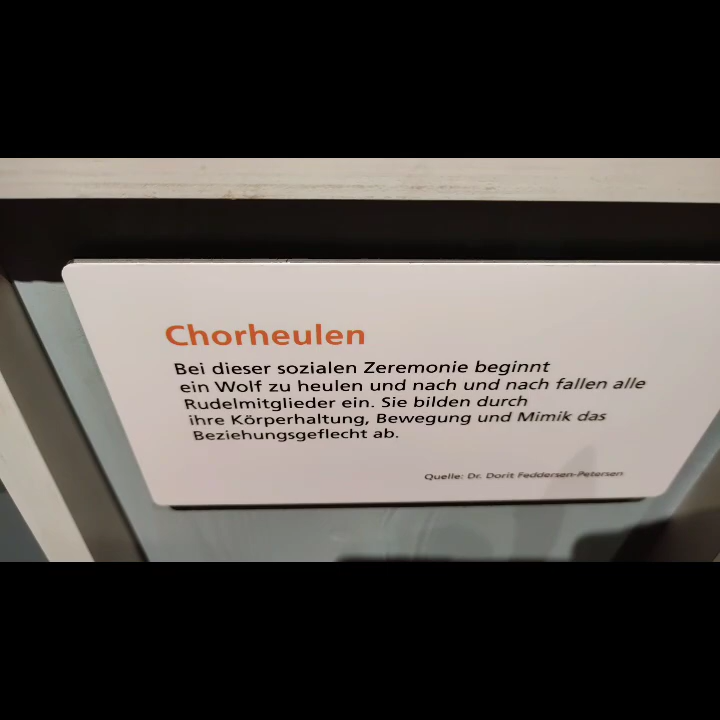 Chorheulen
Bei dieser sozialen Zeremonie beginnt
ein Wolf zu heulen und nach und nach fallen alle
Rudelmitglieder ein. Sie bilden durch
ihre Körperhaltung, Bewegung und Mimik das
Beziehungsgeflecht ab.
Quelle: Dr. Dorit Feddersen-Petersen